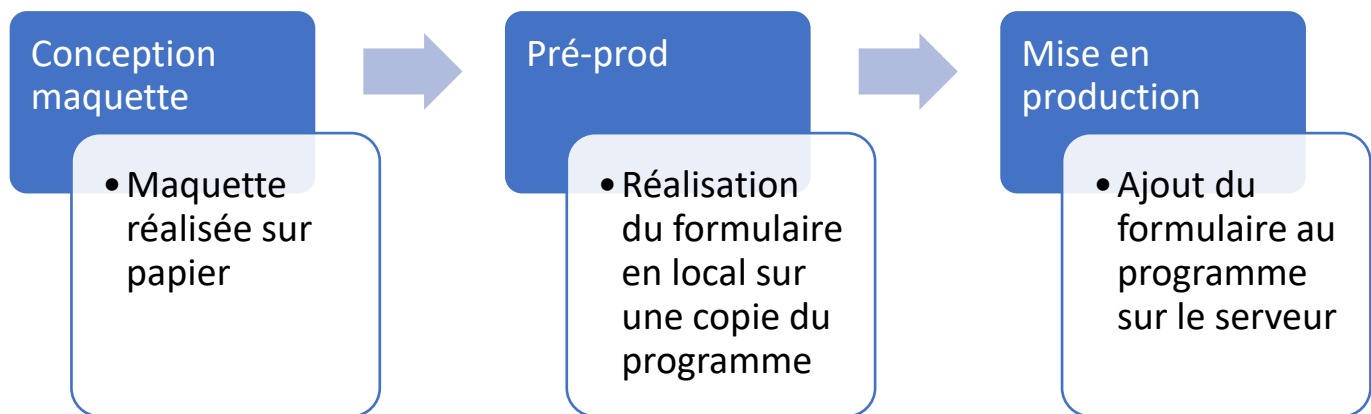 Conception
maquette
• Maquette
réalisée sur
papier
Pré-prod
• Réalisation
du formulaire
en local sur
une copie du
programme
Mise en
production
• Ajout du
formulaire au
programme
sur le serveur